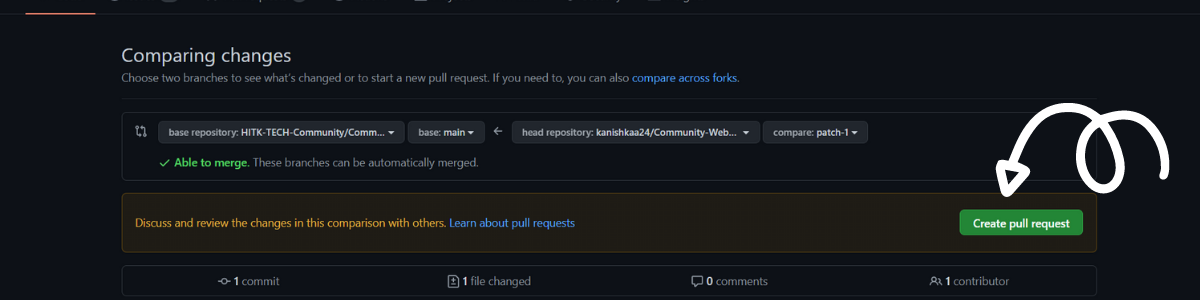 Comparing changes
Choose two branches to see what's changed or to start a new pull request. If you need to, you can also compare across forks.
base repository: HITK-TECH-Community/Comm... base: main head repository: kanishkaa24/Community-Web... compare: patch-1
Able to merge. These branches can be automatically merged.
Discuss and review the changes in this comparison with others. Learn about pull requests Create pull request
1 commit 1 file changed 0 comments 1 contributor